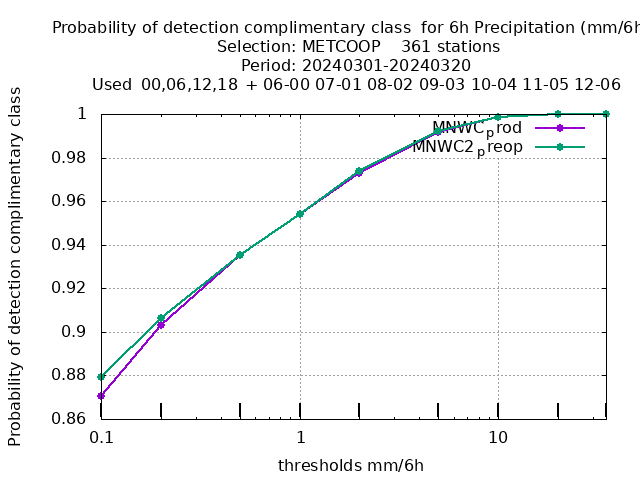 Probability of detection complimentary class  for 6h Precipitation (mm/6h
Selection: METCOOP    361 stations
Period: 20240301-20240320
Used  00,06,12,18  + 06-00 07-01 08-02 09-03 10-04 11-05 12-06
Probability of detection complimentary class
1
0.98
0.96
0.94
0.92
0.9
0.88
0.86
MNWC_prod
MNWC2_preop
0.1
1
10
thresholds mm/6h